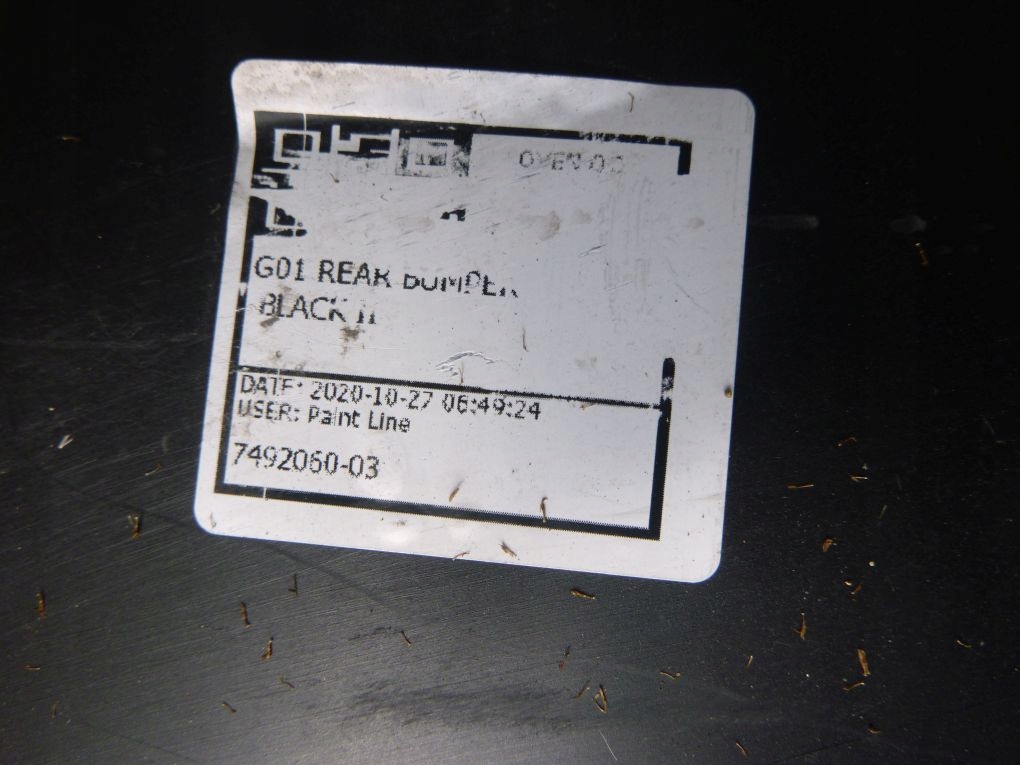 G01 REAR BUMPER
BLACK II
DATE: 2020-10-27 06:49:24
USER: Paint Line
7492060-03